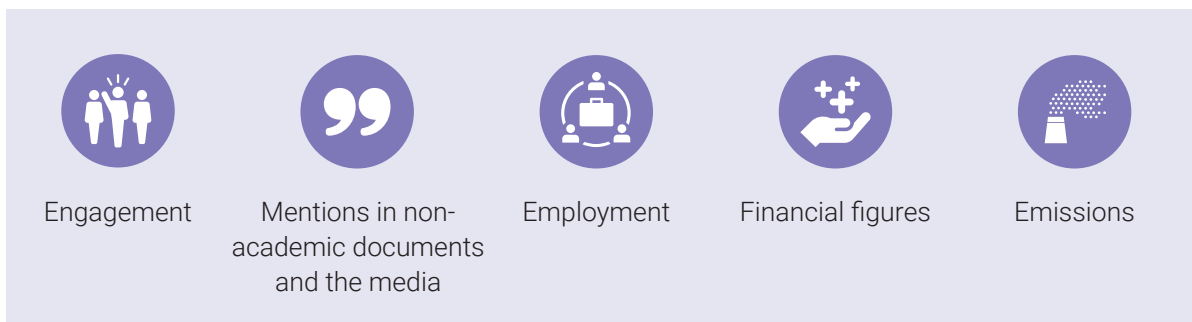 Engagement
Mentions in non-
academic documents
and the media
Employment
Financial figures
Emissions